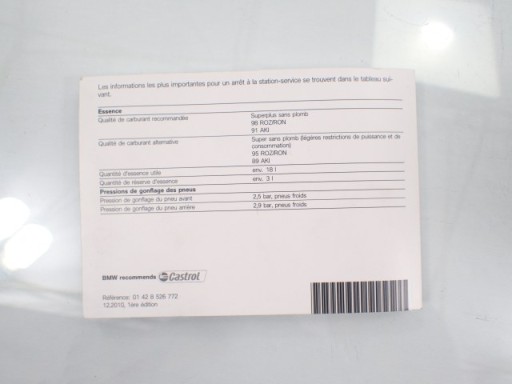 Les informations les plus importantes pour un arrêt à la station-service se trouvent dans le tableau sui-
vant.
Essence
Qualité de carburant recommandée Superplus sans plomb
98 ROZ/RON
91 AKI
Qualité de carburant alternative Super sans plomb (légères restrictions de puissance et de
consommation)
95 ROZ/RON
89 AKI
Quantité d'essence utile env. 18 l
Quantité de réserve d'essence env. 3 l
Pressions de gonflage des pneus
Pression de gonflage du pneu avant 2,5 bar, pneus froids
Pression de gonflage du pneu arrière 2,9 bar, pneus froids
BMW recommande Castrol
Référence: 01 42 8 536 772
12.2010, 1ère édition